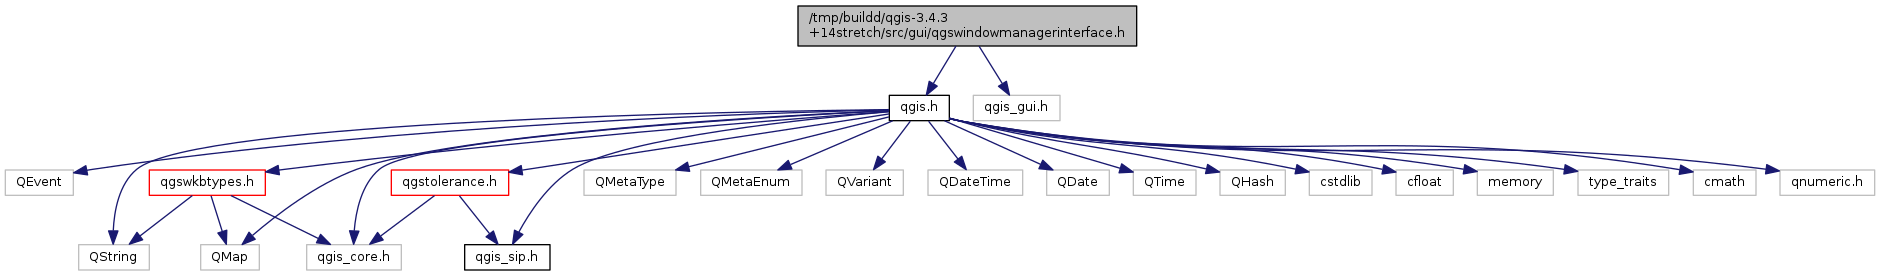 /tmp/buildd/qgis-3.4.3
+14stretch/src/gui/qgswindowmanagerinterface.h
qgis.h
qgis_gui.h
QEvent
qgswkbtypes.h
qgstolerance.h
QMetaType
QMetaEnum
QVariant
QDateTime
QDate
QTime
QHash
cstdlib
cfloat
memory
type_traits
cmath
qnumeric.h
QString
QMap
qgis_core.h
qgis_sip.h